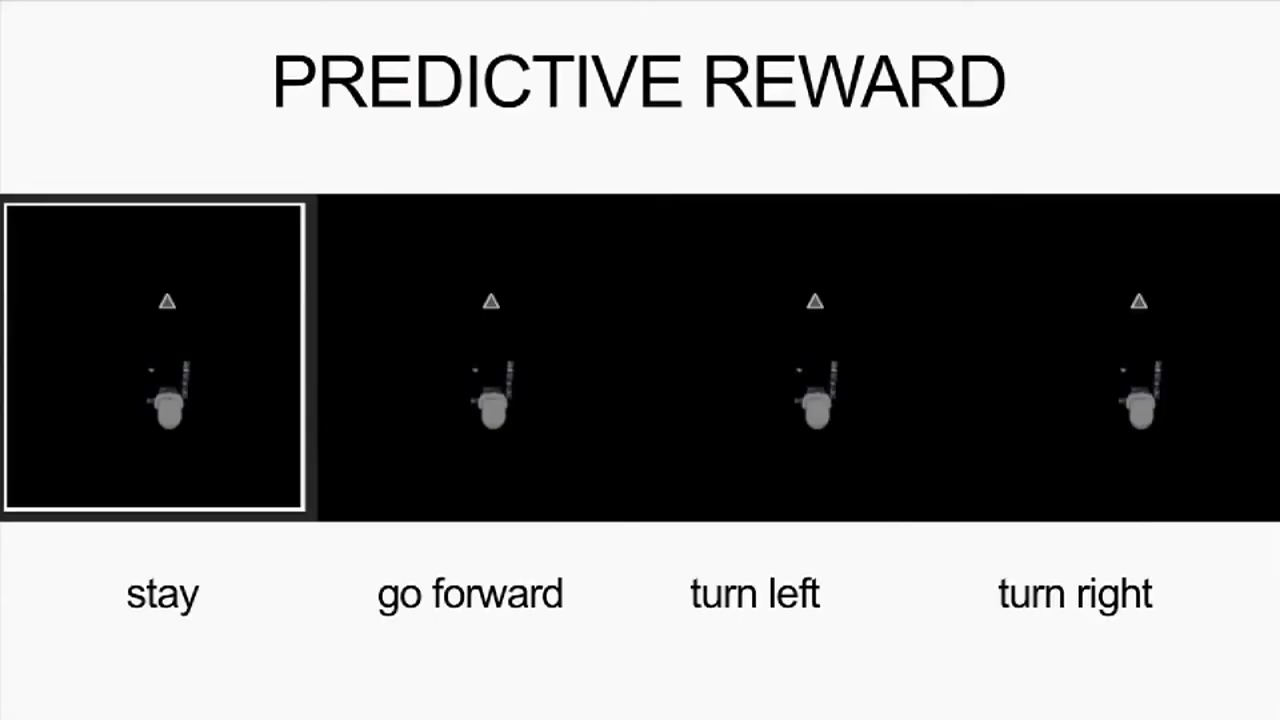 PREDICTIVE REWARD
stay
go forward
turn left
turn right